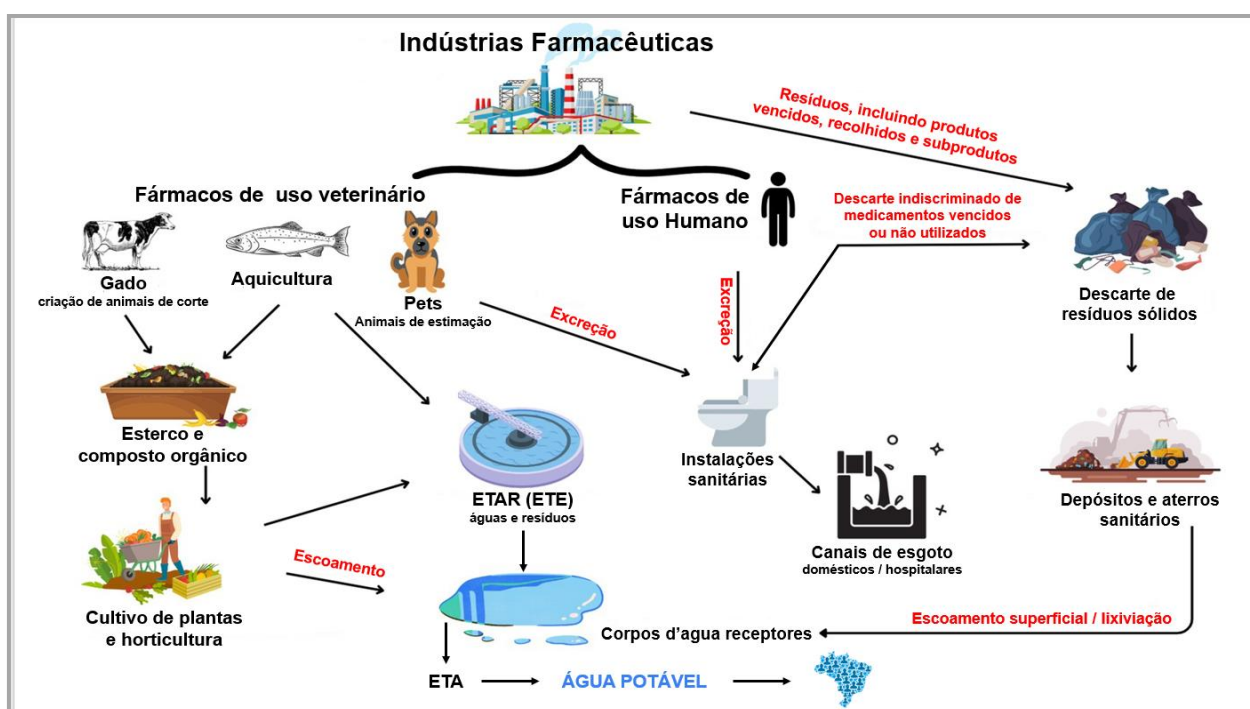 Indústrias Farmacêuticas
Resíduos, incluindo produtos
vencidos, recolhidos e subprodutos
Fármacos de uso veterinário
Fármacos de
uso Humano
Descarte indiscriminado de
medicamentos vencidos
ou não utilizados
Gado
criação de animais de corte
Aquicultura
Pets
Animais de estimação
Excreção
Excreção
Descarte de
resíduos sólidos
Esterco e
composto orgânico
ETAR (ETE)
águas e resíduos
Instalações
sanitárias
Depósitos e aterros
sanitários
Canais de esgoto
domésticos / hospitalares
Escoamento
Cultivo de plantas
e horticultura
Corpos d'agua receptores
Escoamento superficial / lixiviação
ETA
ÁGUA POTÁVEL